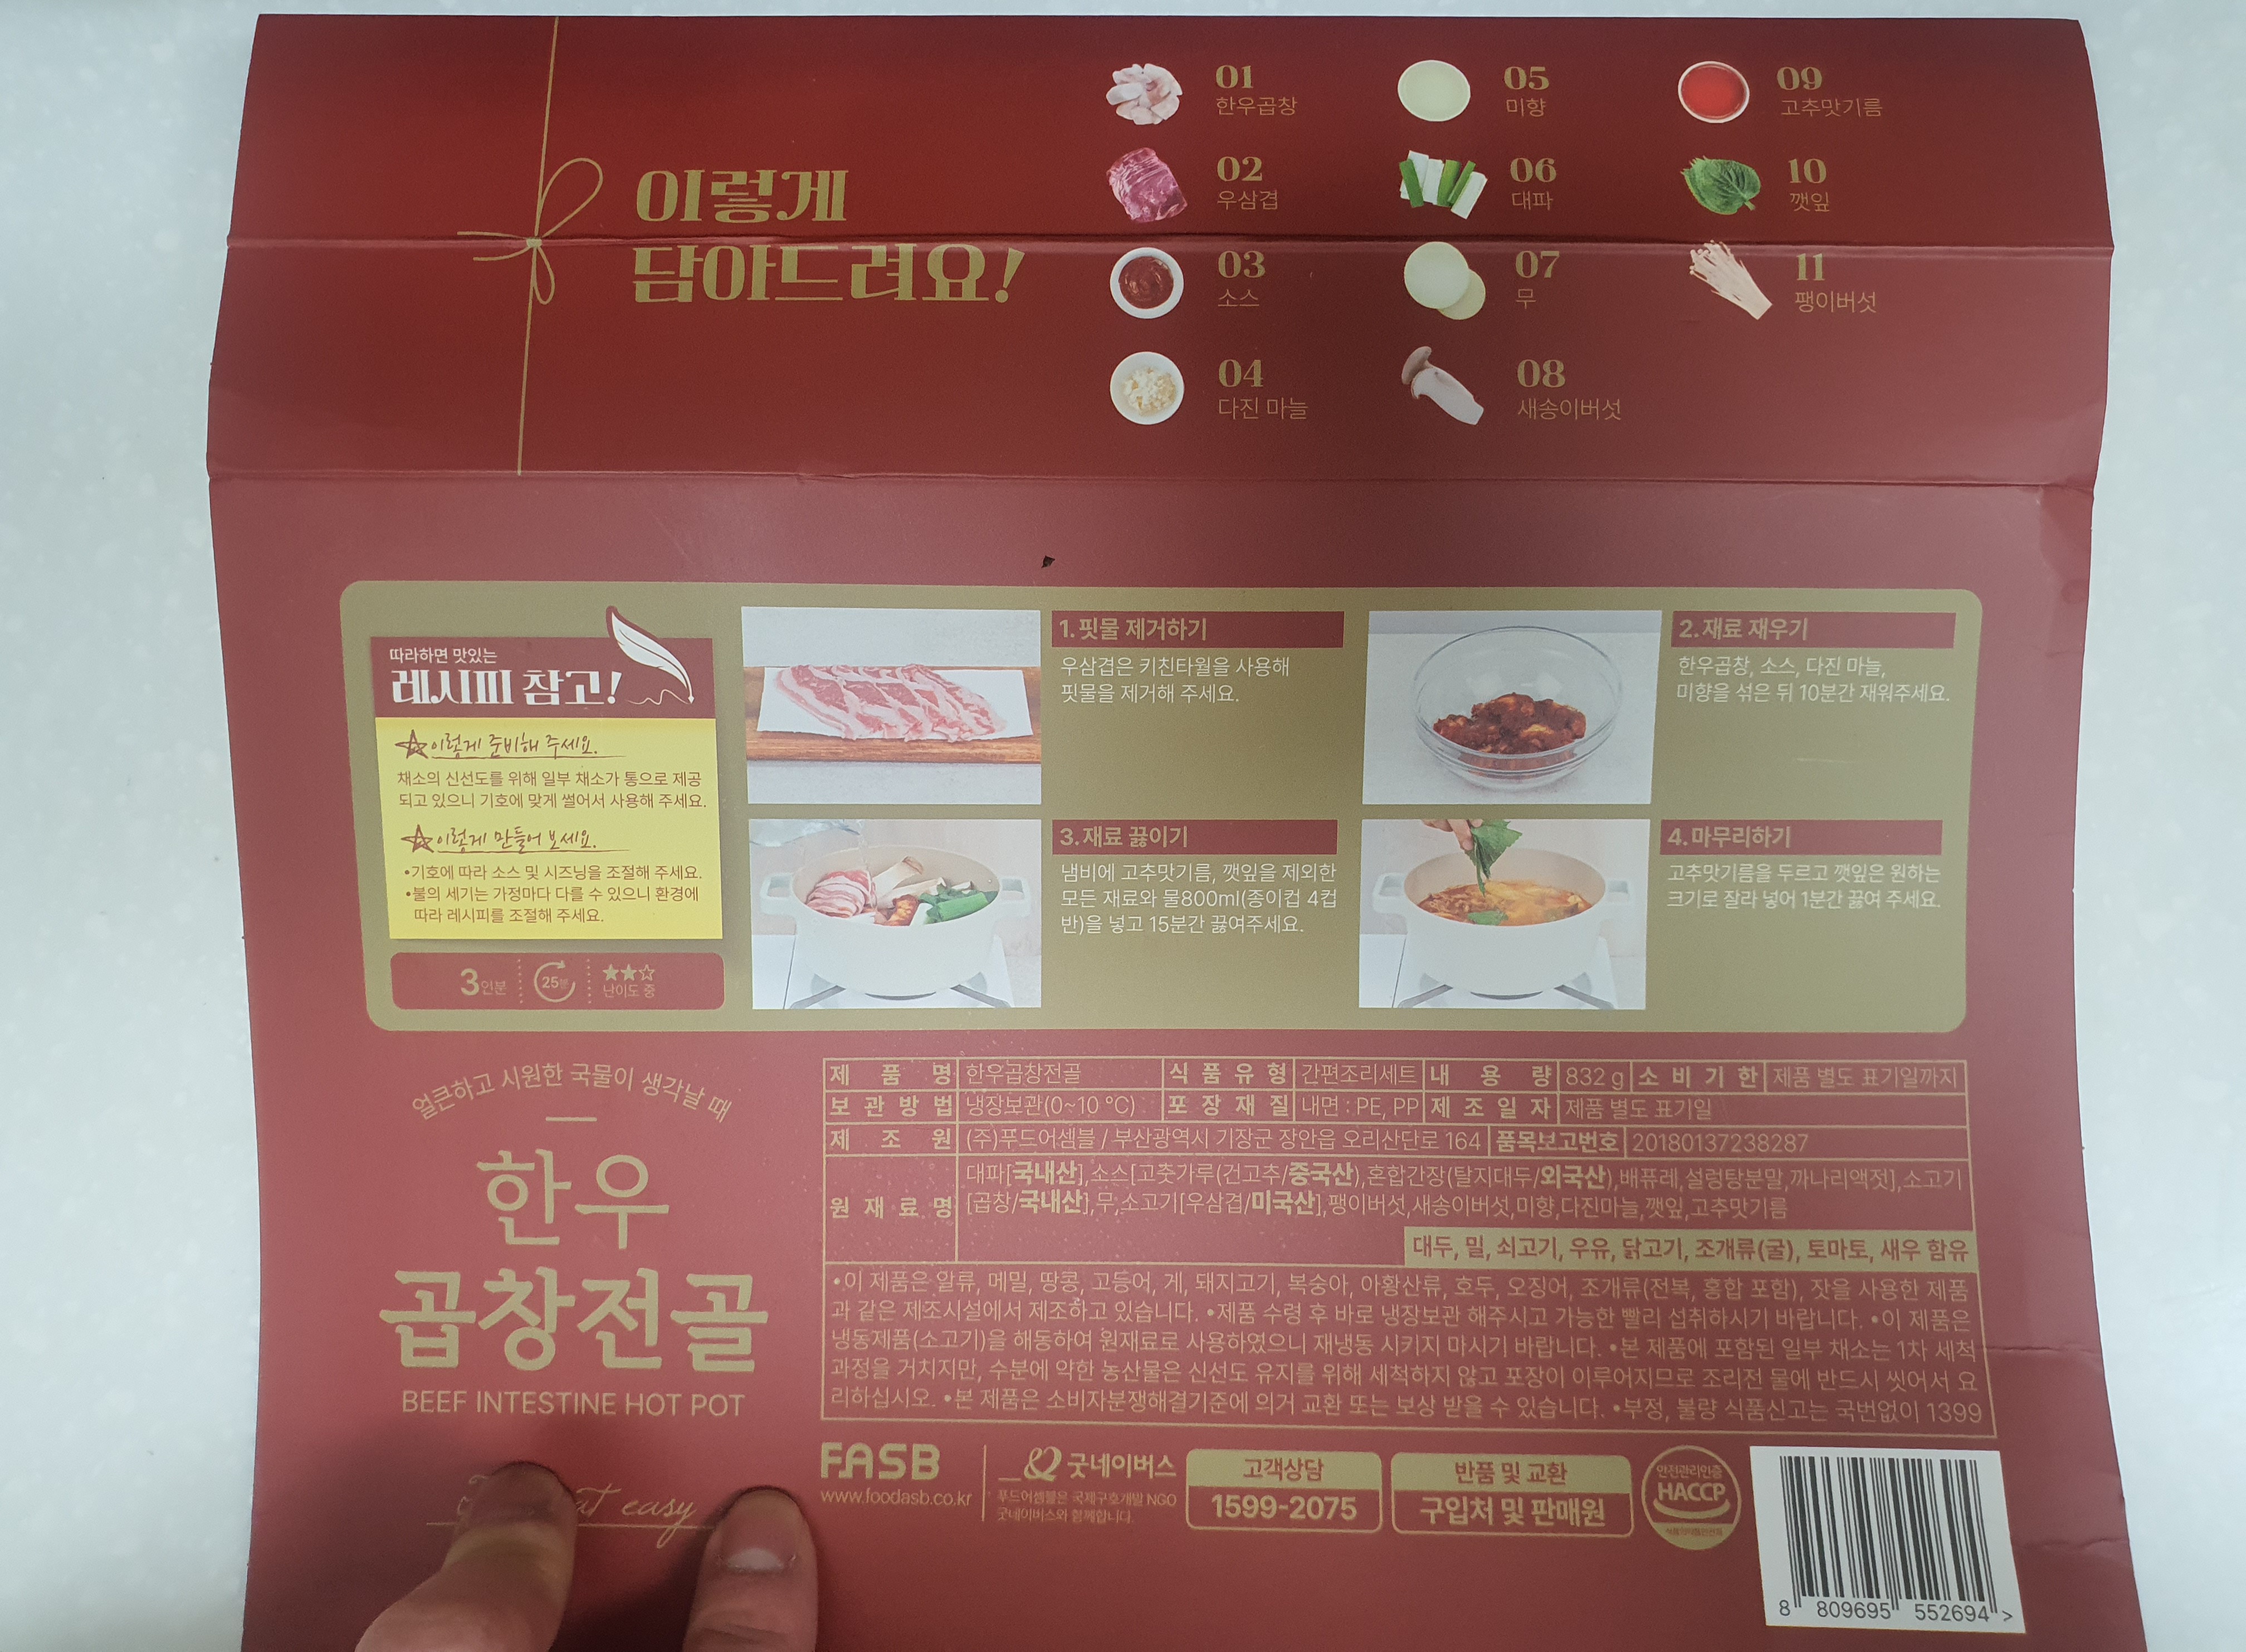 이렇게
담아드려요!
01
한우곱창
02
우삼겹
03
소스
04
다진 마늘
05
미향
06
대파
07
무
08
새송이버섯
09
고추맛기름
10
깻잎
11
팽이버섯
따라하면 맛있는
레시피 참고!
이렇게 준비해 주세요.
채소의 신선도를 위해 일부 채소가 통으로 제공
되고 있으니 기호에 맞게 썰어서 사용해 주세요.
이렇게 만들어 보세요.
•기호에 따라 소스 및 시즈닝을 조절해 주세요.
•불의 세기는 가정마다 다를 수 있으니 환경에
따라 레시피를 조절해 주세요.
3인분 25분 ★★☆
난이도 중
1.핏물 제거하기
우삼겹은 키친타월을 사용해
핏물을 제거해 주세요.
2.재료 재우기
한우곱창, 소스, 다진 마늘,
미향을 섞은 뒤 10분간 재워주세요.
3.재료 끓이기
냄비에 고추맛기름, 깻잎을 제외한
모든 재료와 물800ml(종이컵 4컵
반)을 넣고 15분간 끓여주세요.
4.마무리하기
고추맛기름을 두르고 깻잎은 원하는
크기로 잘라 넣어 1분간 끓여 주세요.
얼큰하고 시원한 국물이 생각날 때
한우
곱창전골
BEEF INTESTINE HOT POT
at easy
제품명 한우곱창전골 식품유형 간편조리세트 내용량 832 g 소비기한 제품 별도 표기일까지
보관방법 냉장보관(0~10 ℃) 포장재질 내면 : PE, PP 제조일자 제품 별도 표기일
제조원 (주)푸드어셈블 / 부산광역시 기장군 장안읍 오리산단로 164 품목보고번호 20180137238287
원재료명 대파[국내산],소스[고춧가루(건고추/중국산),혼합간장(탈지대두/외국산),배퓨레,설렁탕분말,까나리액젓],소고기
[곱창/국내산],무,소고기[우삼겹/미국산],팽이버섯,새송이버섯,미향,다진마늘,깻잎,고추맛기름
대두, 밀, 쇠고기, 우유, 닭고기, 조개류(굴), 토마토, 새우 함유
•이 제품은 알류, 메밀, 땅콩, 고등어, 게, 돼지고기, 복숭아, 아황산류, 호두, 오징어, 조개류(전복, 홍합 포함), 잣을 사용한 제품
과 같은 제조시설에서 제조하고 있습니다. •제품 수령 후 바로 냉장보관 해주시고 가능한 빨리 섭취하시기 바랍니다. •이 제품은
냉동제품(소고기)을 해동하여 원재료로 사용하였으니 재냉동 시키지 마시기 바랍니다. •본 제품에 포함된 일부 채소는 1차 세척
과정을 거치지만, 수분에 약한 농산물은 신선도 유지를 위해 세척하지 않고 포장이 이루어지므로 조리전 물에 반드시 씻어서 요
리하십시오. •본 제품은 소비자분쟁해결기준에 의거 교환 또는 보상 받을 수 있습니다. •부정, 불량 식품신고는 국번없이 1399
FASB
www.foodasb.co.kr
굿네이버스
푸드어셈블은 국제구호개발 NGO
굿네이버스와 함께합니다.
고객상담
1599-2075
반품 및 교환
구입처 및 판매원
안전관리인증
HACCP
8 809695 552694 >